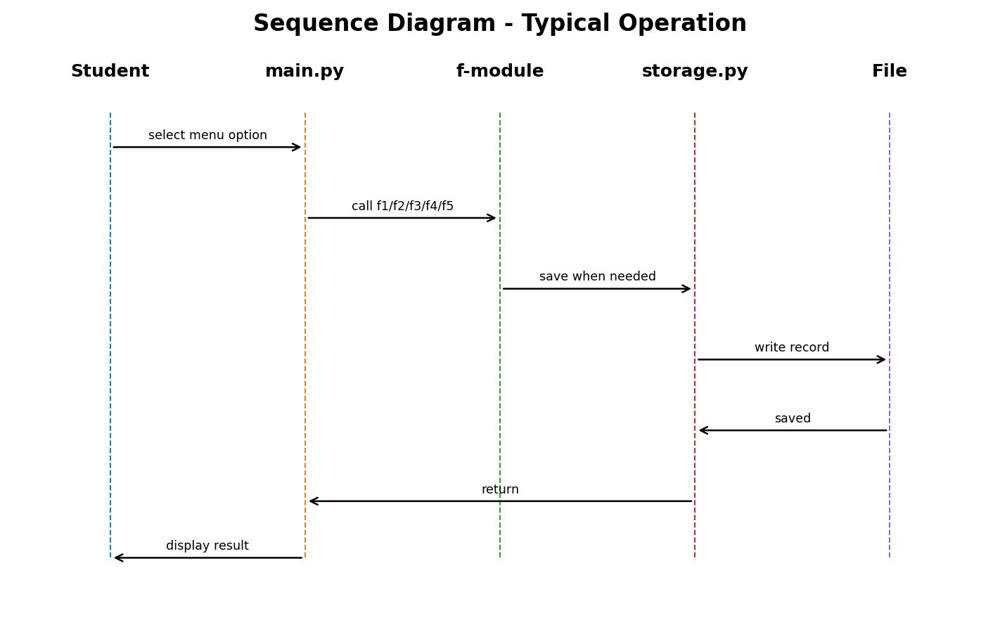 Sequence Diagram - Typical Operation
Student
main.py
f-module
storage.py
File
select menu option
call f1/f2/f3/f4/f5
save when needed
write record
saved
return
display result